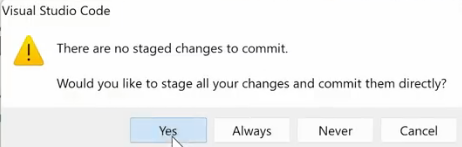 Visual Studio Code
There are no staged changes to commit.
Would you like to stage all your changes and commit them directly?
Yes
Always
Never
Cancel